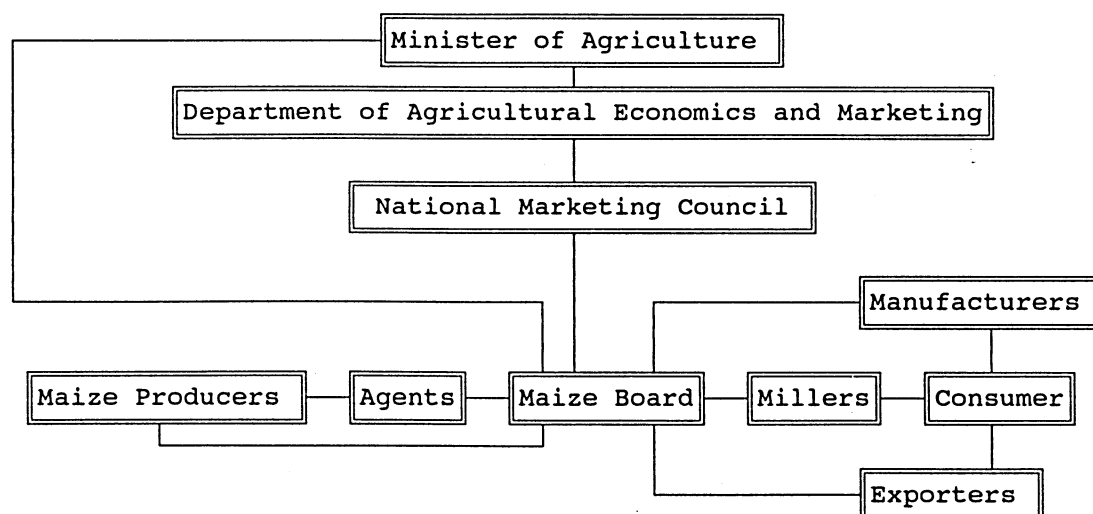 Minister of Agriculture
Department of Agricultural Economics and Marketing
National Marketing Council
Manufacturers
Maize Producers
Agents
Maize Board
Millers
Consumer
Exporters